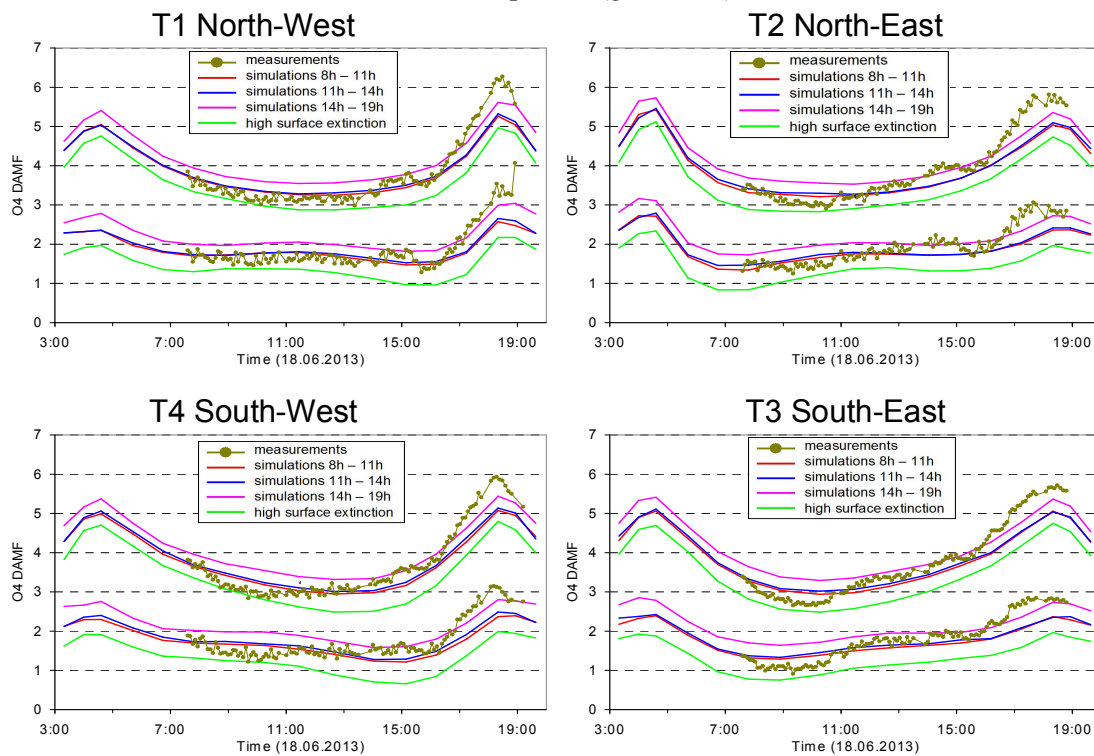 T1 North-West
7
6
5
4
3
2
1
0
O4 DAMF
measurements
simulations 8h – 11h
simulations 11h – 14h
simulations 14h – 19h
high surface extinction
3:00 7:00 11:00 15:00 19:00
Time (18.06.2013)
T2 North-East
7
6
5
4
3
2
1
0
O4 DAMF
measurements
simulations 8h – 11h
simulations 11h – 14h
simulations 14h – 19h
high surface extinction
3:00 7:00 11:00 15:00 19:00
Time (18.06.2013)
T4 South-West
7
6
5
4
3
2
1
0
O4 DAMF
measurements
simulations 8h – 11h
simulations 11h – 14h
simulations 14h – 19h
high surface extinction
3:00 7:00 11:00 15:00 19:00
Time (18.06.2013)
T3 South-East
7
6
5
4
3
2
1
0
O4 DAMF
measurements
simulations 8h – 11h
simulations 11h – 14h
simulations 14h – 19h
high surface extinction
3:00 7:00 11:00 15:00 19:00
Time (18.06.2013)